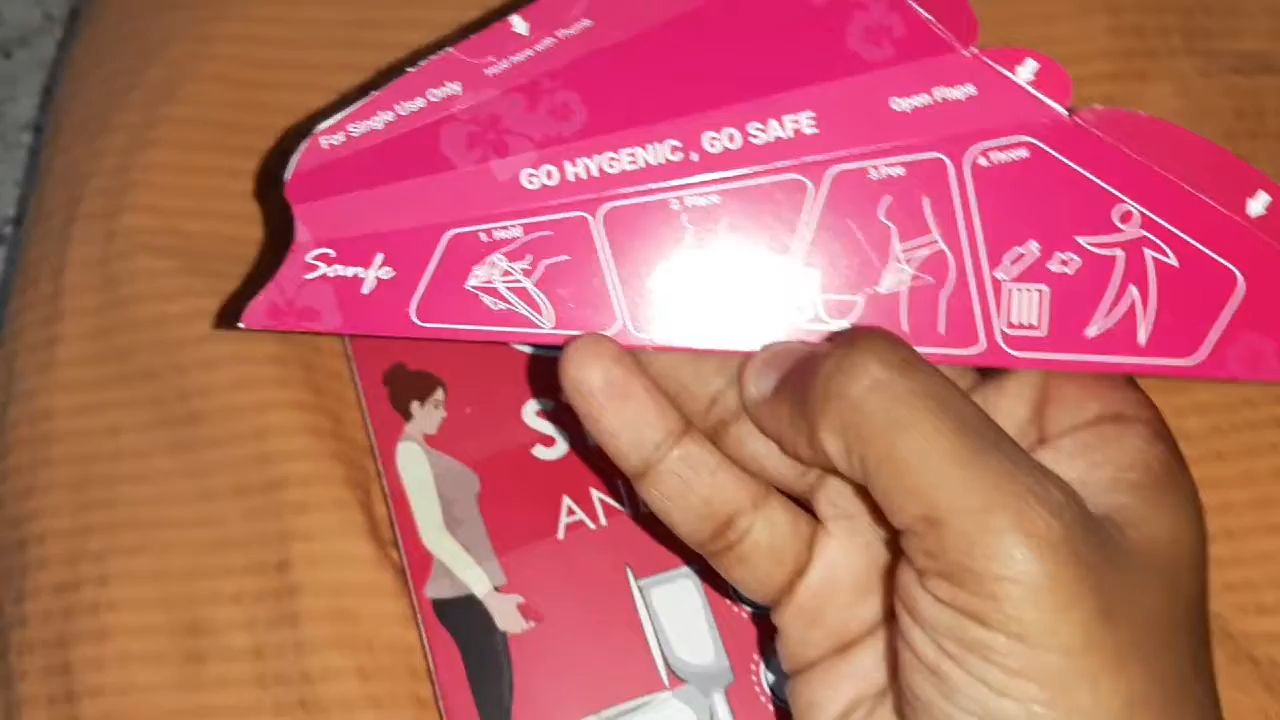 For Single Use Only
GO HYGENIC , GO SAFE
Open Flaps
Sanfe
1. Hold
2. Place
3. Pee
4. Throw
S
AND